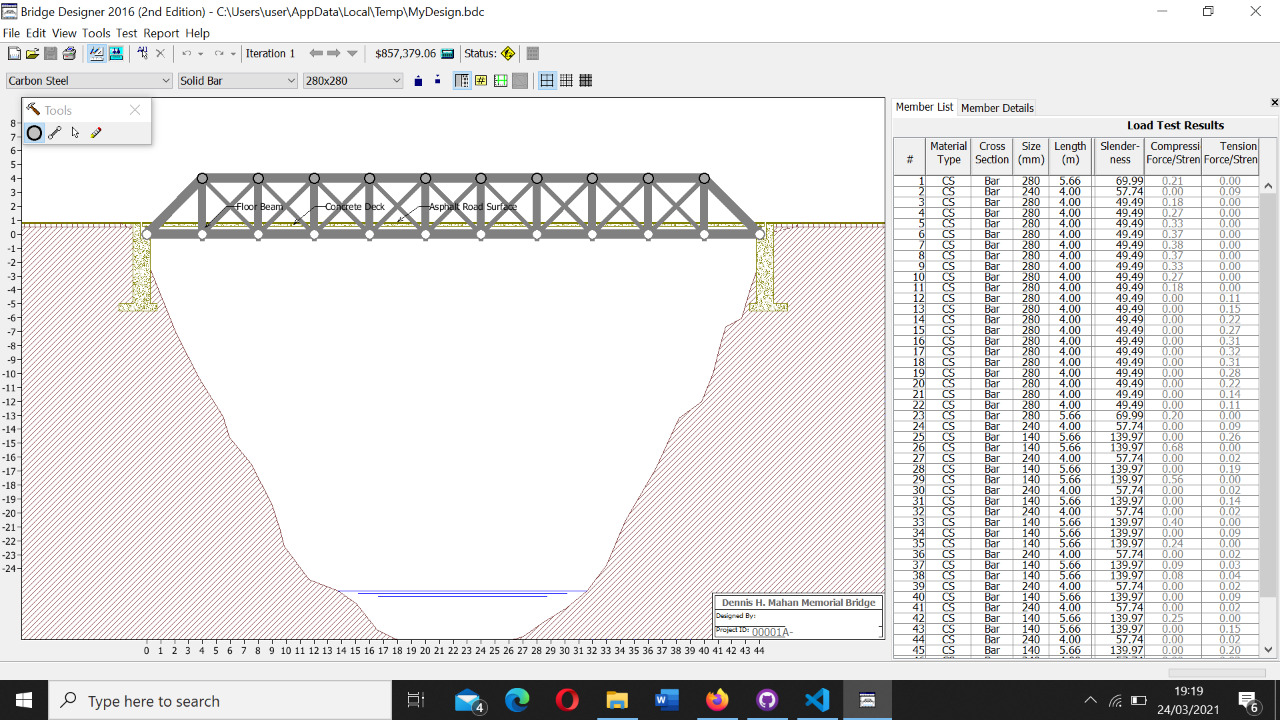 Bridge Designer 2016 (2nd Edition) - C:\Users\user\AppData\Local\Temp\MyDesign.bdc
File Edit View Tools Test Report Help
Iteration 1 $857,379.06 Status:
Carbon Steel Solid Bar 280x280
Tools
8
7
6
5
4
3
2
1
0
-1
-2
-3
-4
-5
-6
-7
-8
-9
-10
-11
-12
-13
-14
-15
-16
-17
-18
-19
-20
-21
-22
-23
-24
Floor Beam Concrete Deck Asphalt Road Surface
Dennis H. Mahan Memorial Bridge
Designed By:
Project ID: 00001A-
0 1 2 3 4 5 6 7 8 9 10 11 12 13 14 15 16 17 18 19 20 21 22 23 24 25 26 27 28 29 30 31 32 33 34 35 36 37 38 39 40 41 42 43 44
Member List Member Details
Load Test Results
# Material Type Cross Section Size (mm) Length (m) Slender-ness Compressi Force/Stren Tension Force/Stren
1 CS Bar 280 5.66 69.99 0.21 0.00
2 CS Bar 240 4.00 57.74 0.00 0.09
3 CS Bar 280 4.00 49.49 0.18 0.00
4 CS Bar 280 4.00 49.49 0.27 0.00
5 CS Bar 280 4.00 49.49 0.33 0.00
6 CS Bar 280 4.00 49.49 0.37 0.00
7 CS Bar 280 4.00 49.49 0.38 0.00
8 CS Bar 280 4.00 49.49 0.37 0.00
9 CS Bar 280 4.00 49.49 0.33 0.00
10 CS Bar 280 4.00 49.49 0.27 0.00
11 CS Bar 280 4.00 49.49 0.18 0.00
12 CS Bar 280 4.00 49.49 0.00 0.11
13 CS Bar 280 4.00 49.49 0.00 0.15
14 CS Bar 280 4.00 49.49 0.00 0.22
15 CS Bar 280 4.00 49.49 0.00 0.27
16 CS Bar 280 4.00 49.49 0.00 0.31
17 CS Bar 280 4.00 49.49 0.00 0.32
18 CS Bar 280 4.00 49.49 0.00 0.31
19 CS Bar 280 4.00 49.49 0.00 0.28
20 CS Bar 280 4.00 49.49 0.00 0.22
21 CS Bar 280 4.00 49.49 0.00 0.14
22 CS Bar 280 4.00 49.49 0.00 0.11
23 CS Bar 280 5.66 69.99 0.20 0.00
24 CS Bar 240 4.00 57.74 0.00 0.09
25 CS Bar 140 5.66 139.97 0.00 0.26
26 CS Bar 140 5.66 139.97 0.68 0.00
27 CS Bar 240 4.00 57.74 0.00 0.02
28 CS Bar 140 5.66 139.97 0.00 0.19
29 CS Bar 140 5.66 139.97 0.56 0.00
30 CS Bar 240 4.00 57.74 0.00 0.02
31 CS Bar 140 5.66 139.97 0.00 0.14
32 CS Bar 240 4.00 57.74 0.00 0.02
33 CS Bar 140 5.66 139.97 0.40 0.00
34 CS Bar 140 5.66 139.97 0.00 0.09
35 CS Bar 140 5.66 139.97 0.24 0.00
36 CS Bar 240 4.00 57.74 0.00 0.02
37 CS Bar 140 5.66 139.97 0.09 0.03
38 CS Bar 140 5.66 139.97 0.08 0.04
39 CS Bar 240 4.00 57.74 0.00 0.02
40 CS Bar 140 5.66 139.97 0.00 0.09
41 CS Bar 240 4.00 57.74 0.00 0.02
42 CS Bar 140 5.66 139.97 0.25 0.00
43 CS Bar 140 5.66 139.97 0.00 0.15
44 CS Bar 240 4.00 57.74 0.00 0.02
45 CS Bar 140 5.66 139.97 0.00 0.20
Type here to search
4
19:19
24/03/2021
6